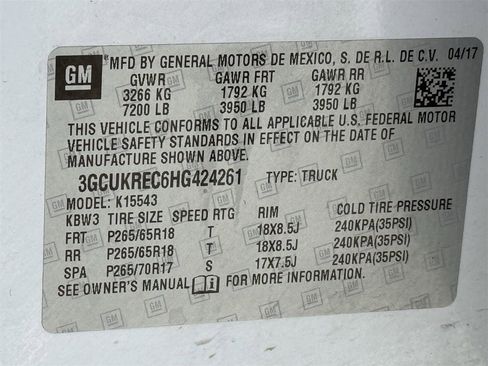 GM
MFD BY GENERAL MOTORS DE MEXICO, S. DE R.L. DE C.V. 04/17
GVWR GAWR FRT GAWR RR
3266 KG 1792 KG 1792 KG
7200 LB 3950 LB 3950 LB
THIS VEHICLE CONFORMS TO ALL APPLICABLE U.S. FEDERAL MOTOR
VEHICLE SAFETY STANDARDS IN EFFECT ON THE DATE OF
MANUFACTURE SHOWN ABOVE.
3GCUKREC6HG424261 TYPE: TRUCK
MODEL: K15543
KBW3 TIRE SIZE SPEED RTG RIM COLD TIRE PRESSURE
FRT P265/65R18 T 18X8.5J 240KPA(35PSI)
RR P265/65R18 T 18X8.5J 240KPA(35PSI)
SPA P265/70R17 S 17X7.5J 240KPA(35PSI)
SEE OWNER'S MANUAL FOR MORE INFORMATION.